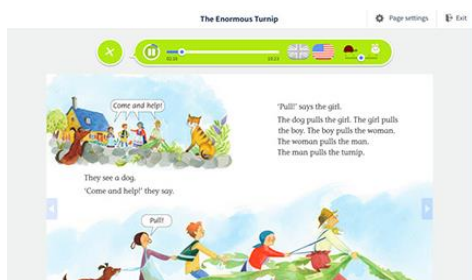 The Enormous Turnip
Page settings
Exit
Come and help!
They see a dog.
'Come and help!' they say.
'Pull!' says the girl.
The dog pulls the girl. The girl pulls
the boy. The boy pulls the woman.
The woman pulls the man.
The man pulls the turnip.
Pull!